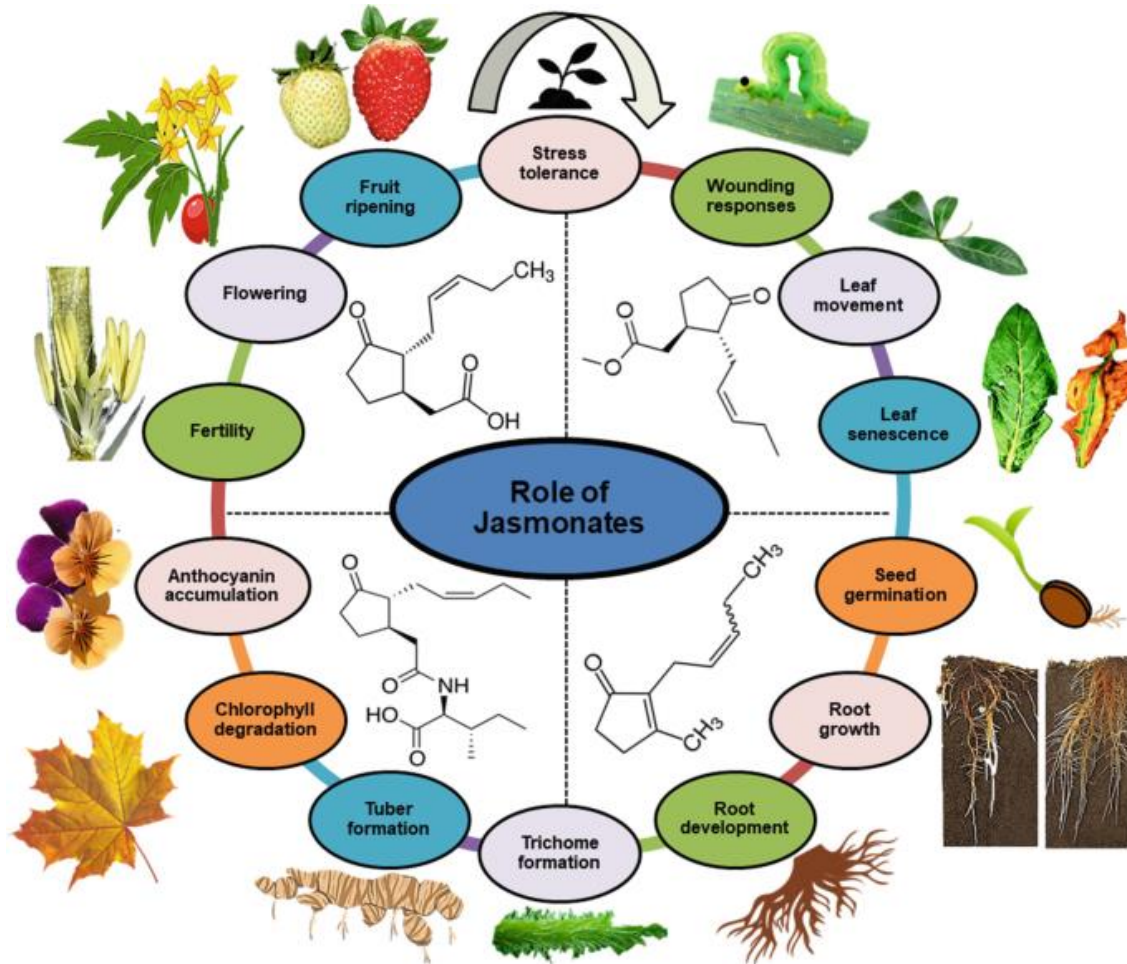 Stress
tolerance
Wounding
responses
Leaf
movement
Leaf
senescence
Seed
germination
Root
growth
Root
development
Trichome
formation
Tuber
formation
Chlorophyll
degradation
Anthocyanin
accumulation
Fertility
Flowering
Fruit
ripening
Role of
Jasmonates
CH3
O
O
OH
O
O
O
O
O
NH
HO
O
CH3
O
CH3